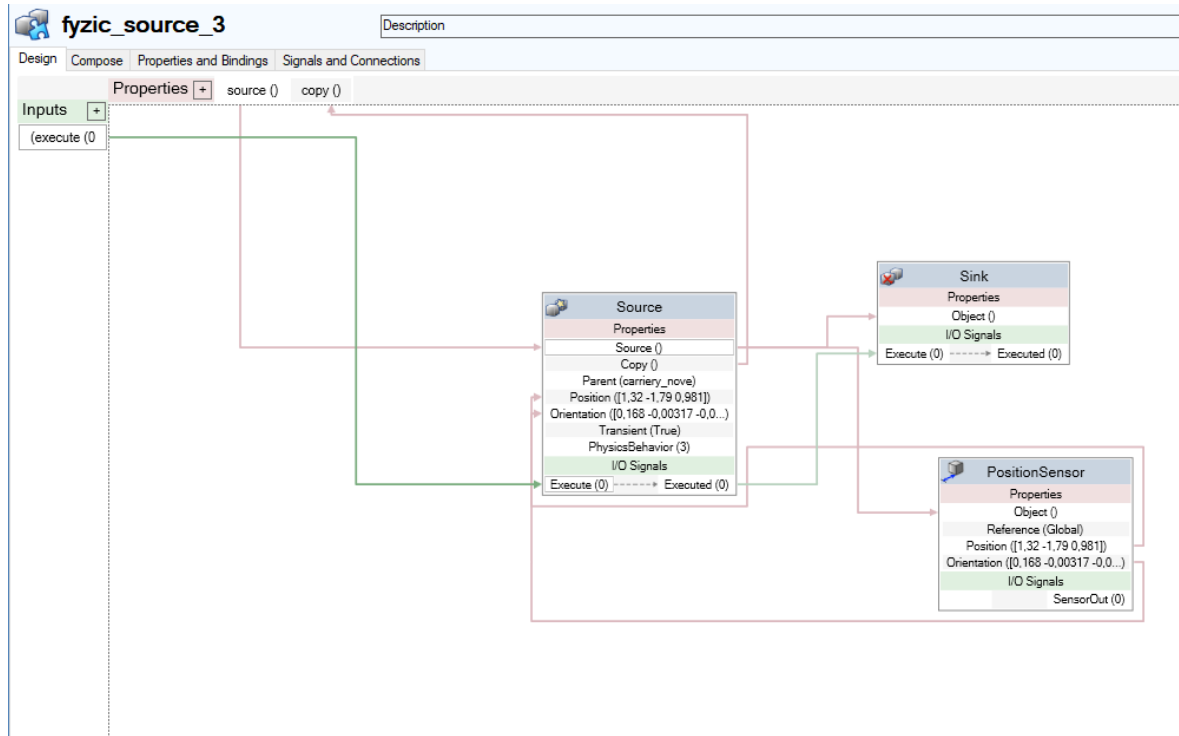 fyzic_source_3
Description
Design Compose Properties and Bindings Signals and Connections
Properties + source () copy ()
Inputs +
(execute (0
Source
Properties
Source ()
Copy ()
Parent (carriery_nove)
Position ([1,32 -1,79 0,981])
Orientation ([0,168 -0,00317 -0,0...)
Transient (True)
PhysicsBehavior (3)
I/O Signals
Execute (0) Executed (0)
Sink
Properties
Object ()
I/O Signals
Execute (0) Executed (0)
PositionSensor
Properties
Object ()
Reference (Global)
Position ([1,32 -1,79 0,981])
Orientation ([0,168 -0,00317 -0,0...)
I/O Signals
SensorOut (0)